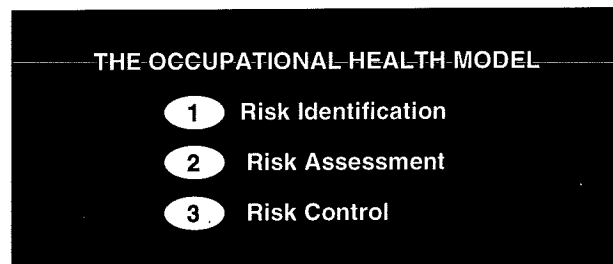 THE OCCUPATIONAL HEALTH MODEL
1 Risk Identification
2 Risk Assessment
3 Risk Control